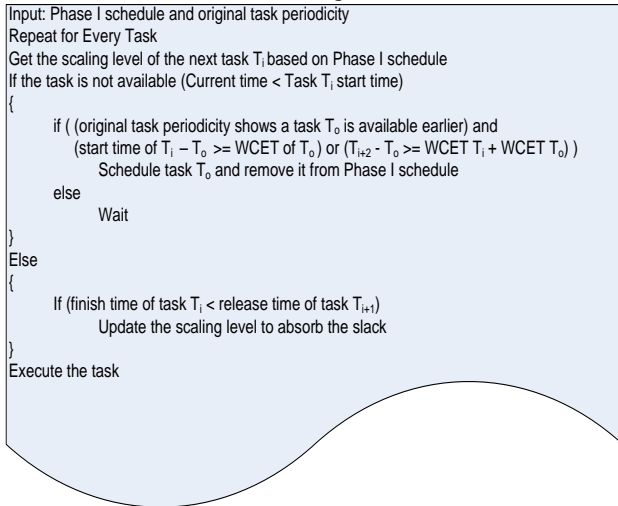 Input: Phase I schedule and original task periodicity
Repeat for Every Task
Get the scaling level of the next task Ti based on Phase I schedule
If the task is not available (Current time < Task Ti start time)
{
if ( (original task periodicity shows a task To is available earlier) and
(start time of Ti – To >= WCET of To) or (Ti+2 - To >= WCET Ti + WCET To) )
Schedule task To and remove it from Phase I schedule
else
Wait
}
Else
{
If (finish time of task Ti < release time of task Ti+1)
Update the scaling level to absorb the slack
}
Execute the task